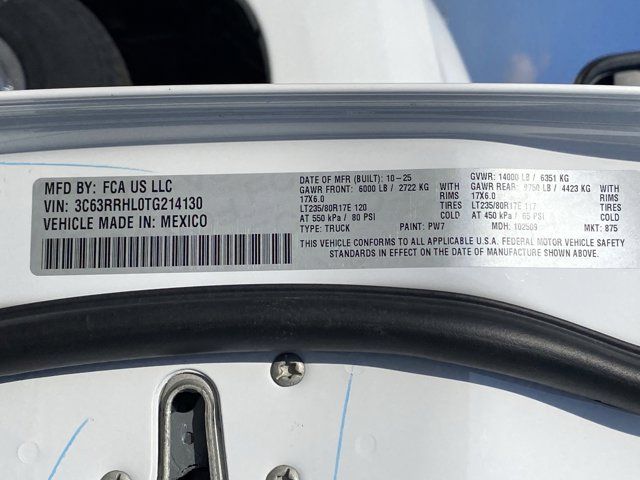 MFD BY: FCA US LLC
VIN: 3C63RRHL0TG214130
VEHICLE MADE IN: MEXICO
DATE OF MFR (BUILT): 10-25
GAWR FRONT: 6000 LB / 2722 KG WITH
17X6.0 RIMS
LT235/80R17E 120 TIRES
AT 550 kPa / 80 PSI COLD
TYPE: TRUCK PAINT: PW7
GVWR: 14000 LB / 6351 KG
GAWR REAR: 9750 LB / 4423 KG WITH
17X6.0 RIMS
LT235/80R17E 117 TIRES
AT 450 kPa / 65 PSI COLD
MDH: 102509 MKT: 875
THIS VEHICLE CONFORMS TO ALL APPLICABLE U.S.A. FEDERAL MOTOR VEHICLE SAFETY
STANDARDS IN EFFECT ON THE DATE OF MANUFACTURE SHOWN ABOVE.